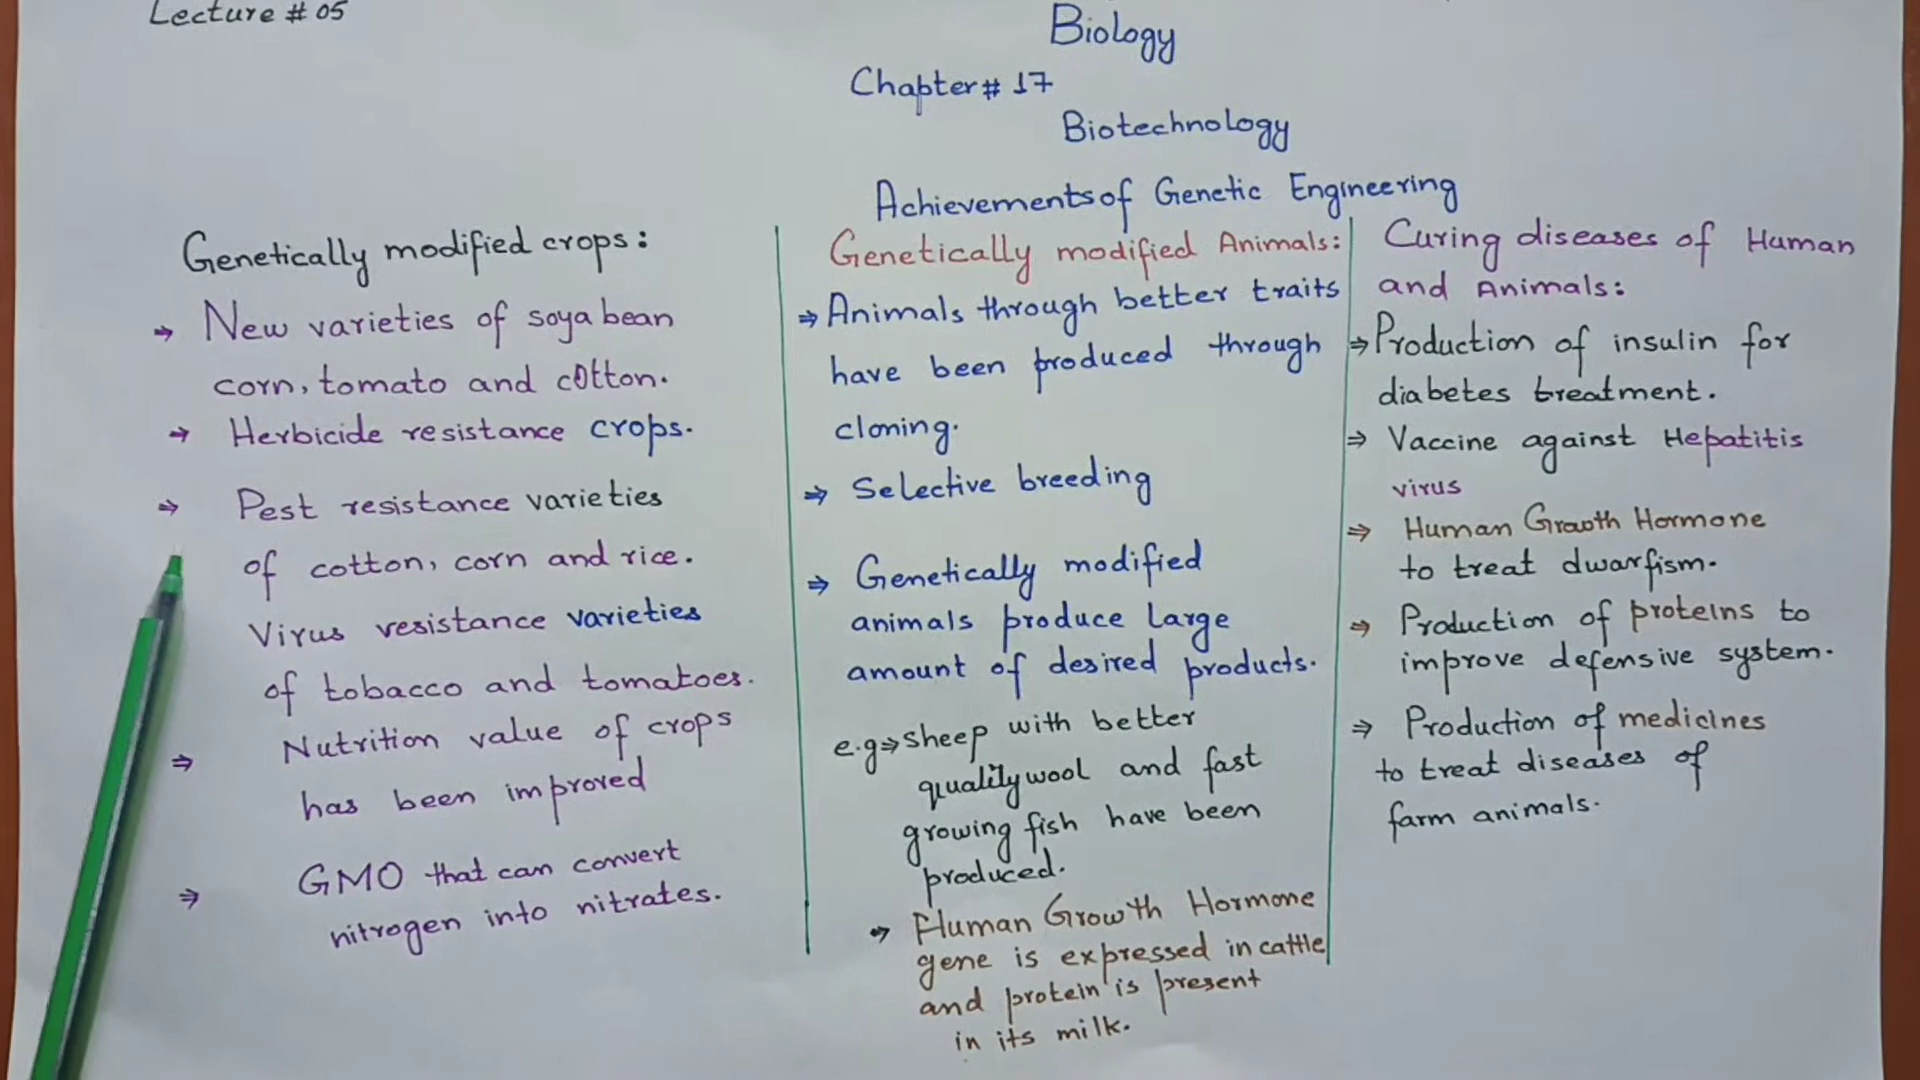 Lecture # 05
Biology
Chapter # 17
Biotechnology
Achievements of Genetic Engineering
Genetically modified crops:
⇒ New varieties of soya bean
corn, tomato and cotton.
⇒ Herbicide resistance crops.
⇒ Pest resistance varieties
of cotton, corn and rice.
Virus resistance varieties
of tobacco and tomatoes.
⇒ Nutrition value of crops
has been improved
⇒ GMO that can convert
nitrogen into nitrates.
Genetically modified Animals:
⇒ Animals through better traits
have been produced through
cloning.
⇒ Selective breeding
⇒ Genetically modified
animals produce large
amount of desired products.
e.g ⇒ sheep with better
quality wool and fast
growing fish have been
produced.
⇒ Human Growth Hormone
gene is expressed in cattle
and protein is present
in its milk.
Curing diseases of Human
and Animals:
⇒ Production of insulin for
diabetes treatment.
⇒ Vaccine against Hepatitis
virus
⇒ Human Growth Hormone
to treat dwarfism.
⇒ Production of proteins to
improve defensive system.
⇒ Production of medicines
to treat diseases of
farm animals.